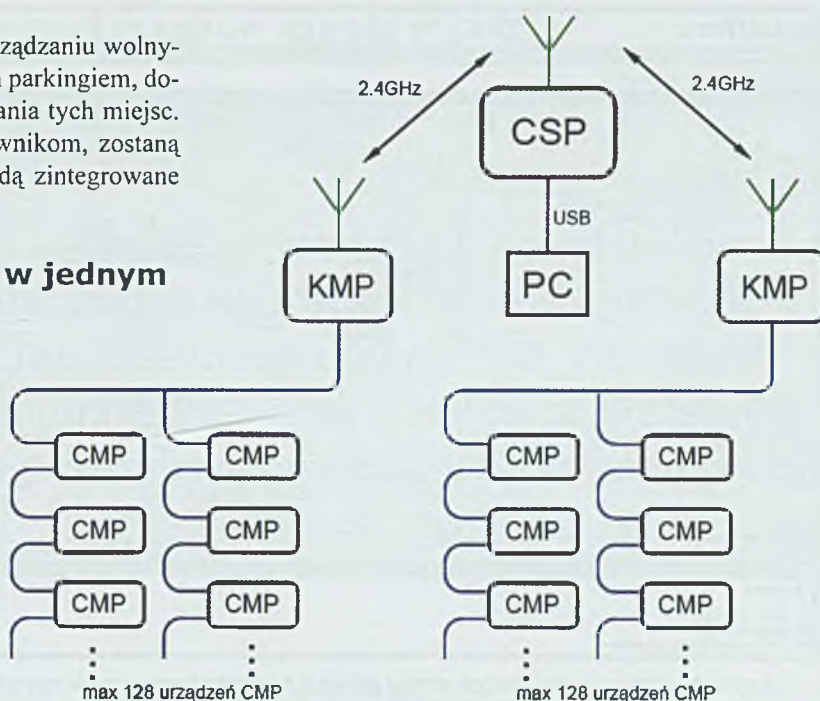 ządzaniu wolny-
parkingiem, do-
ania tych miejsc.
wnikom, zostaną
dą zintegrowane
w jednym
2.4GHz
CSP
2.4GHz
USB
KMP
PC
KMP
CMP
CMP
CMP
CMP
CMP
CMP
CMP
CMP
CMP
CMP
CMP
CMP
max 128 urządzeń CMP
max 128 urządzeń CMP